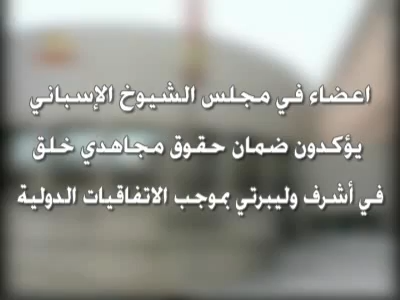 اعضاء في مجلس الشيوخ الإسباني
يؤكدون ضمان حقوق مجاهدي خلق
في أشرف وليبرتي بموجب الاتفاقيات الدولية